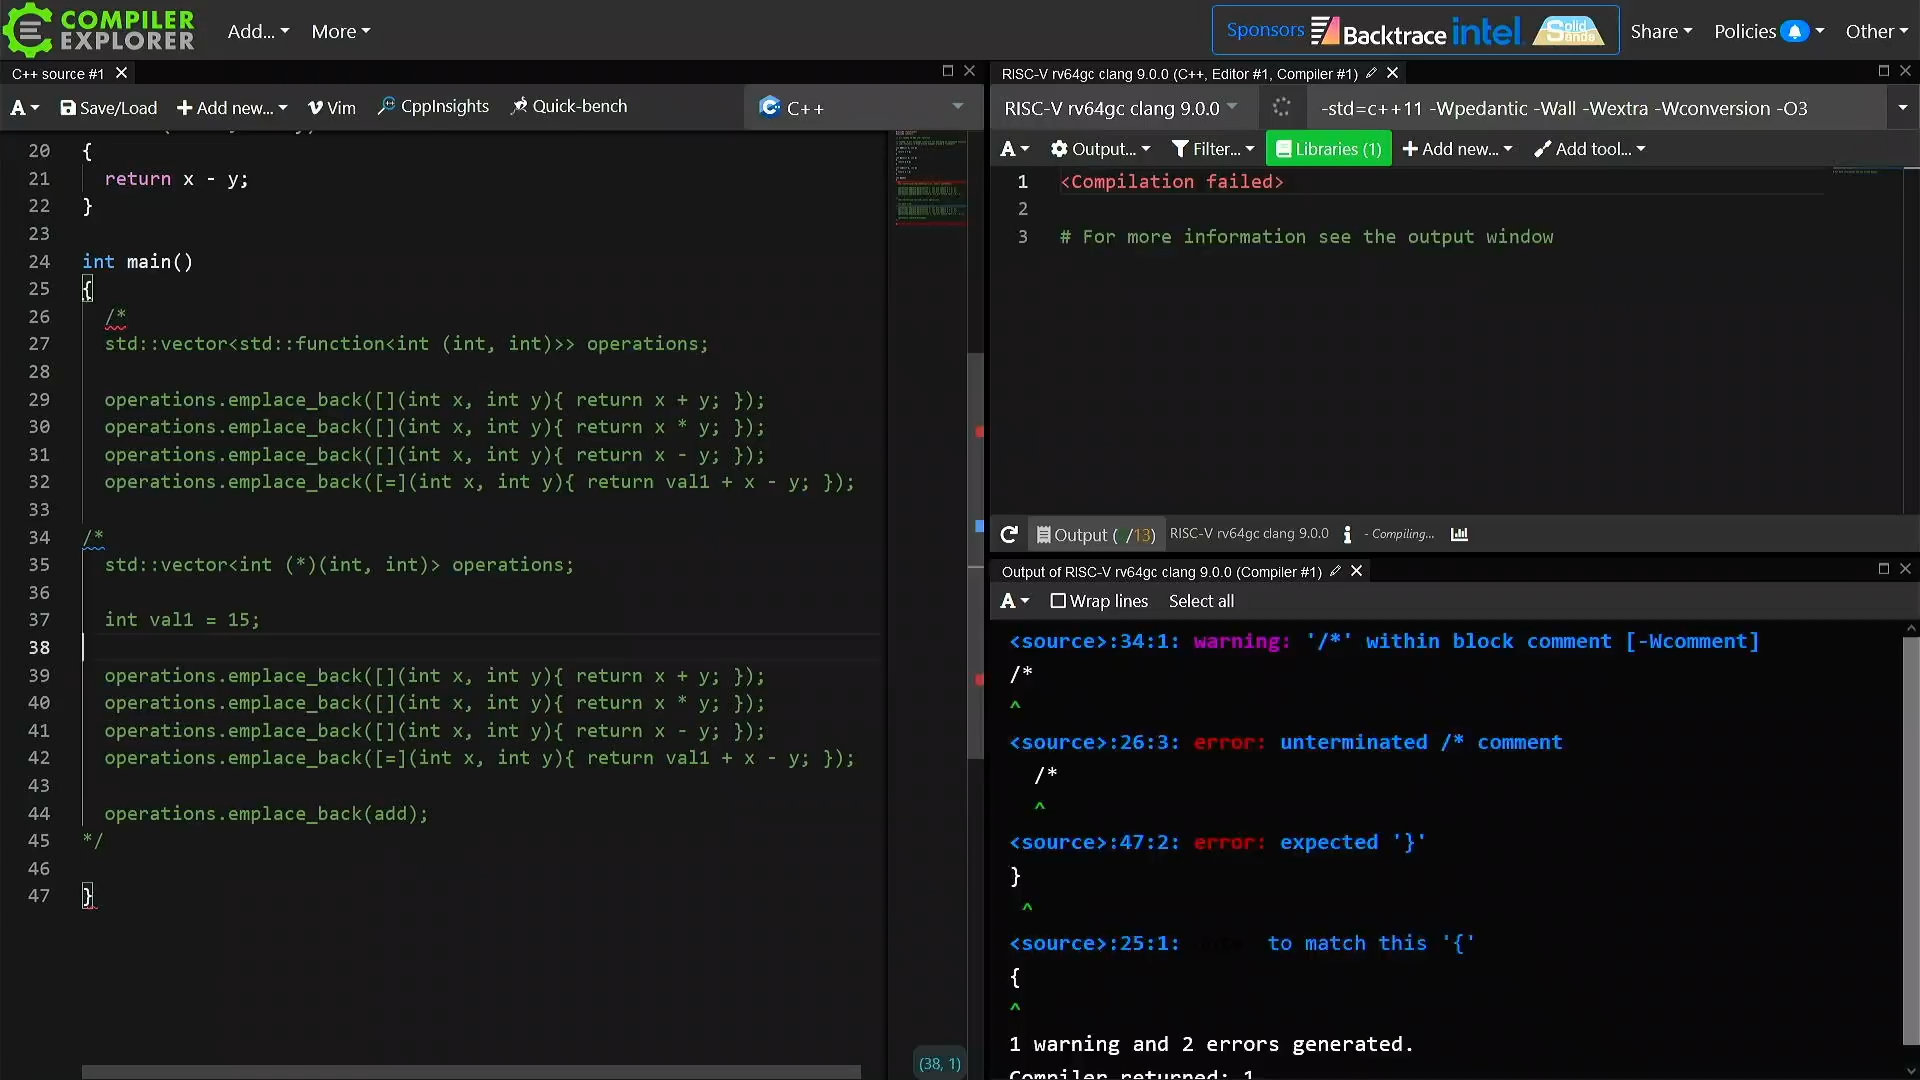 COMPILER
EXPLORER
Add...
More
Sponsors
Backtrace
intel
Solid
Sands
Share
Policies
Other
C++ source #1
A
Save/Load
Add new...
Vim
CppInsights
Quick-bench
C++
20 {
21 return x - y;
22 }
23
24 int main()
25 {
26 /*
27 std::vector<std::function<int (int, int)>> operations;
28
29 operations.emplace_back([](int x, int y){ return x + y; });
30 operations.emplace_back([](int x, int y){ return x * y; });
31 operations.emplace_back([](int x, int y){ return x - y; });
32 operations.emplace_back([=](int x, int y){ return val1 + x - y; });
33
34 /*
35 std::vector<int (*)(int, int)> operations;
36
37 int val1 = 15;
38
39 operations.emplace_back([](int x, int y){ return x + y; });
40 operations.emplace_back([](int x, int y){ return x * y; });
41 operations.emplace_back([](int x, int y){ return x - y; });
42 operations.emplace_back([=](int x, int y){ return val1 + x - y; });
43
44 operations.emplace_back(add);
45 */
46
47 }
(38, 1)
RISC-V rv64gc clang 9.0.0 (C++, Editor #1, Compiler #1)
RISC-V rv64gc clang 9.0.0
-std=c++11 -Wpedantic -Wall -Wextra -Wconversion -O3
A
Output...
Filter...
Libraries (1)
Add new...
Add tool...
1 <Compilation failed>
2
3 # For more information see the output window
Output ( /13)
RISC-V rv64gc clang 9.0.0
- Compiling...
Output of RISC-V rv64gc clang 9.0.0 (Compiler #1)
A
Wrap lines
Select all
<source>:34:1: warning: '/*' within block comment [-Wcomment]
/*
^
<source>:26:3: error: unterminated /* comment
/*
^
<source>:47:2: error: expected '}'
}
^
<source>:25:1: to match this '{'
{
^
1 warning and 2 errors generated.
Compiler returned: 1